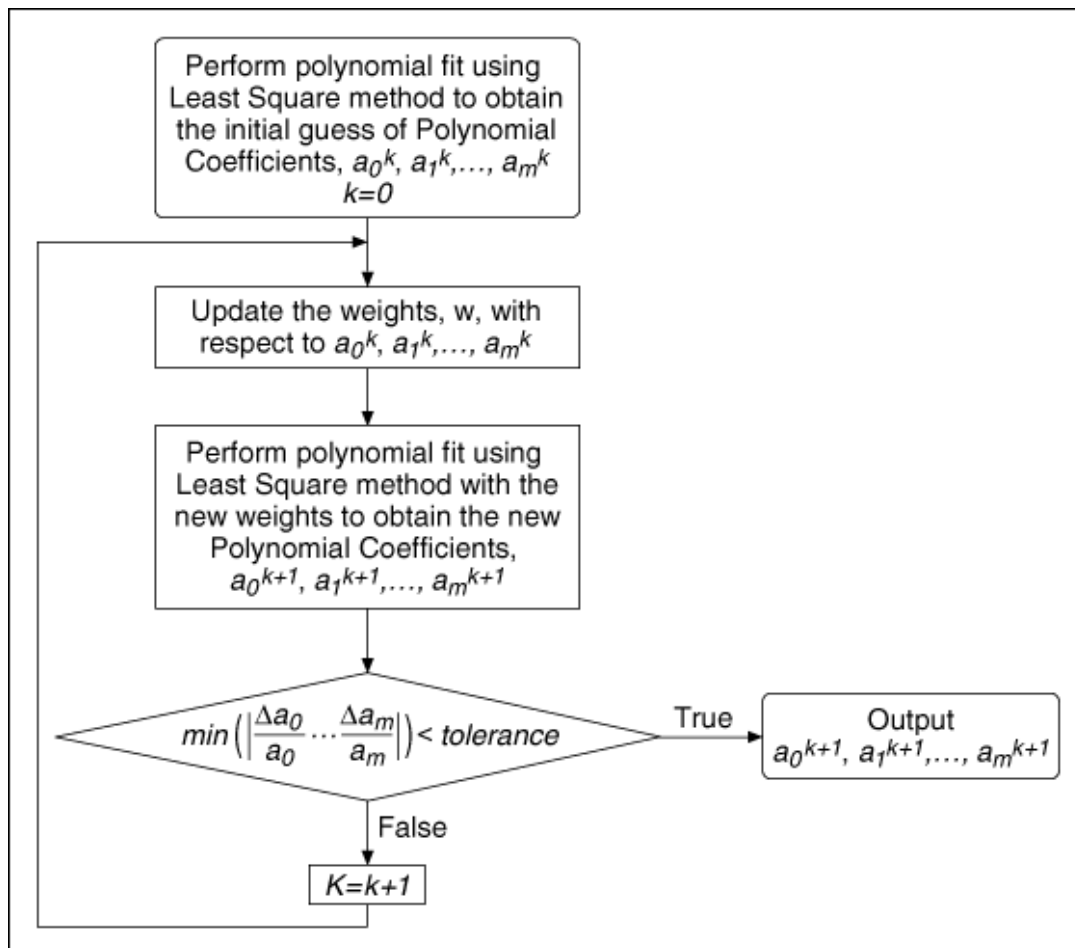 Perform polynomial fit using
Least Square method to obtain
the initial guess of Polynomial
Coefficients, a₀ᵏ, a₁ᵏ,..., aₘᵏ
k=0
Update the weights, w, with
respect to a₀ᵏ, a₁ᵏ,..., aₘᵏ
Perform polynomial fit using
Least Square method with the
new weights to obtain the new
Polynomial Coefficients,
a₀ᵏ⁺¹, a₁ᵏ⁺¹,..., aₘᵏ⁺¹
min(|Δa₀/a₀ ... Δaₘ/aₘ|) < tolerance
True
Output
a₀ᵏ⁺¹, a₁ᵏ⁺¹,..., aₘᵏ⁺¹
False
K=k+1